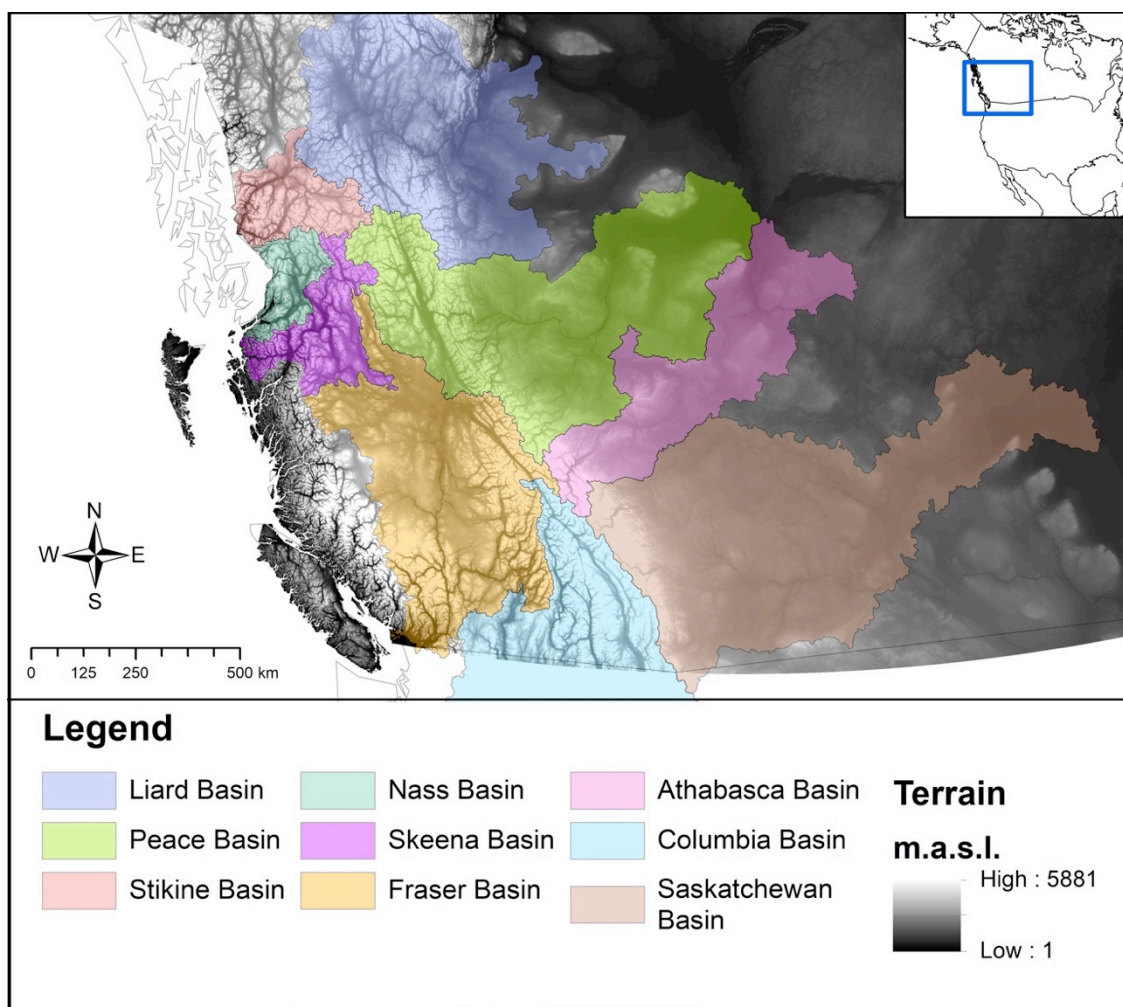 N
W E
S
0 125 250 500 km
Legend
Liard Basin
Peace Basin
Stikine Basin
Nass Basin
Skeena Basin
Fraser Basin
Athabasca Basin
Columbia Basin
Saskatchewan
Basin
Terrain
m.a.s.l.
High : 5881
Low : 1